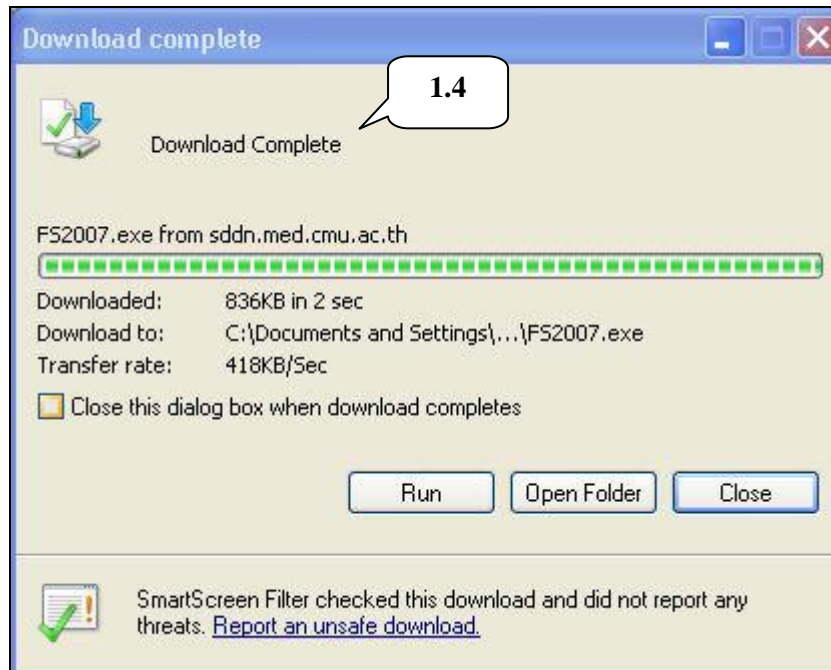 Download complete
1.4
Download Complete
FS2007.exe from sddn.med.cmu.ac.th
Downloaded: 836KB in 2 sec
Download to: C:\Documents and Settings\...\FS2007.exe
Transfer rate: 418KB/Sec
Close this dialog box when download completes
Run Open Folder Close
SmartScreen Filter checked this download and did not report any
threats. Report an unsafe download.